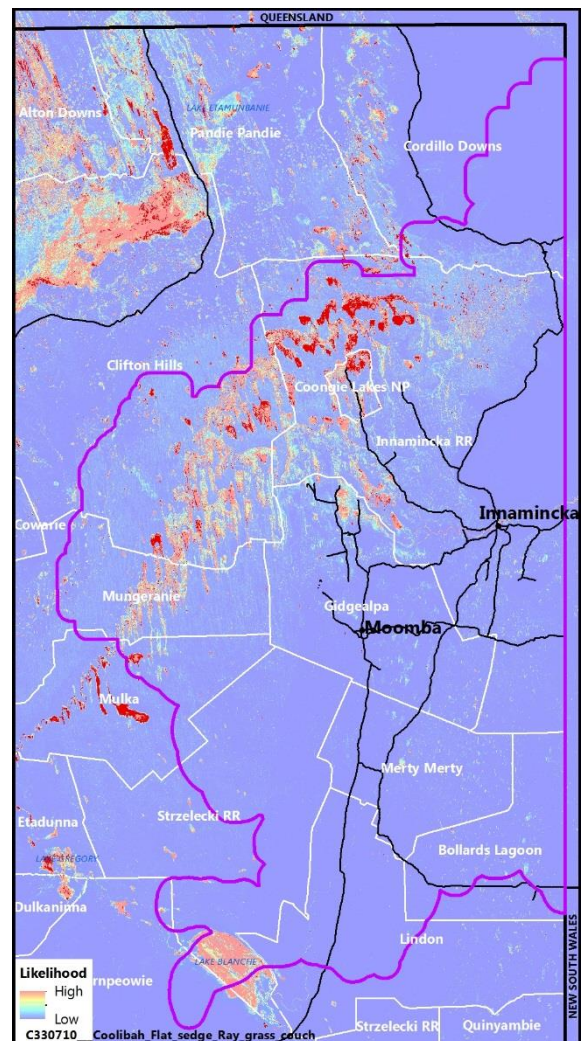 QUEENSLAND
LAKE ETAMUNBANIE
Alton Downs
Pandie Pandie
Cordillo Downs
Clifton Hills
Coongie Lakes NP
Innamincka RR
Innamincka
Cowarie
Mungeranie
Gidgealpa
Moomba
Mulka
Merty Merty
Etadunna
Strzelecki RR
Bollards Lagoon
LAKE GREGORY
Dulkaninna
Lindon
LAKE BLANCHE
NEW SOUTH WALES
Likelihood
High
rnpeowie
Low
Strzelecki RR
Quinyambie
C330710___Coolibah_Flat_sedge_Ray_grass_couch